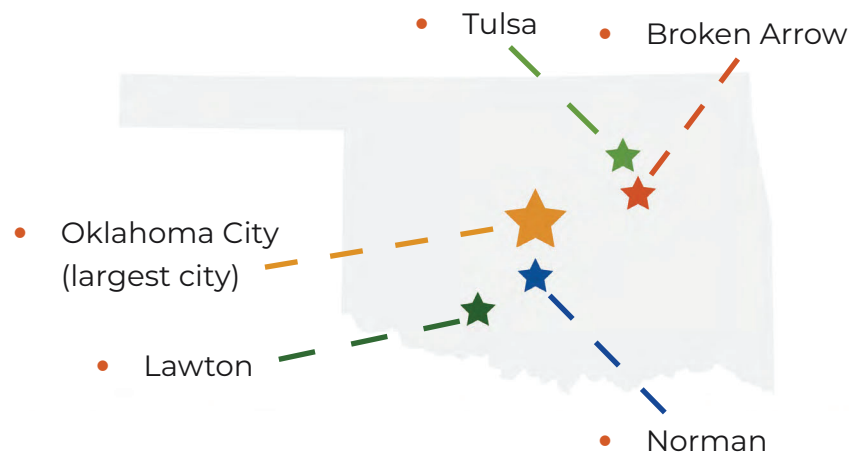 • Tulsa
• Broken Arrow
• Oklahoma City
(largest city)
• Lawton
• Norman